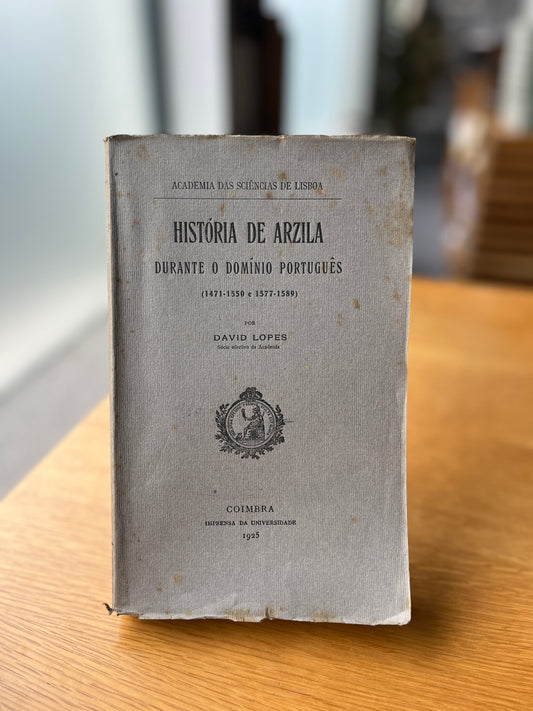 ACADEMIA DAS SCIÊNCIAS DE LISBOA
HISTÓRIA DE ARZILA
DURANTE O DOMÍNIO PORTUGUÊS
(1471-1550 e 1577-1589)
POR
DAVID LOPES
Sócio efectivo da Academia
COIMBRA
IMPRENSA DA UNIVERSIDADE
1925